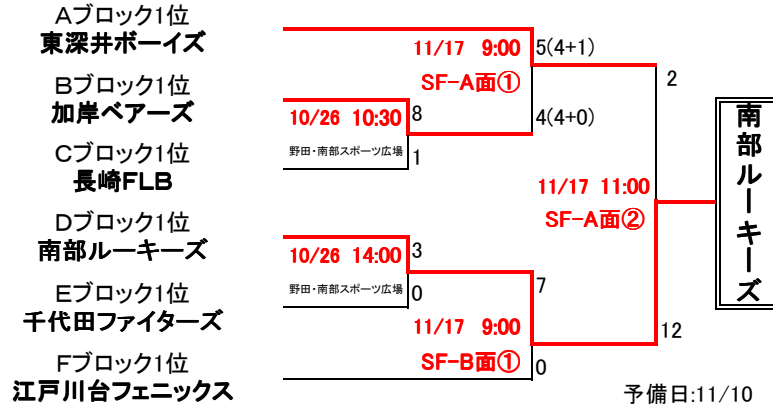 Aブロック1位
東深井ボーイズ
11/17 9:00
5(4+1)
SF-A面①
2
Bブロック1位
加岸ベアーズ
10/26 10:30
8
4(4+0)
野田・南部スポーツ広場
1
Cブロック1位
長崎FLB
11/17 11:00
SF-A面②
南部ルーキーズ
Dブロック1位
南部ルーキーズ
10/26 14:00
3
野田・南部スポーツ広場
0
7
Eブロック1位
千代田ファイターズ
11/17 9:00
SF-B面①
0
12
Fブロック1位
江戸川台フェニックス
予備日:11/10